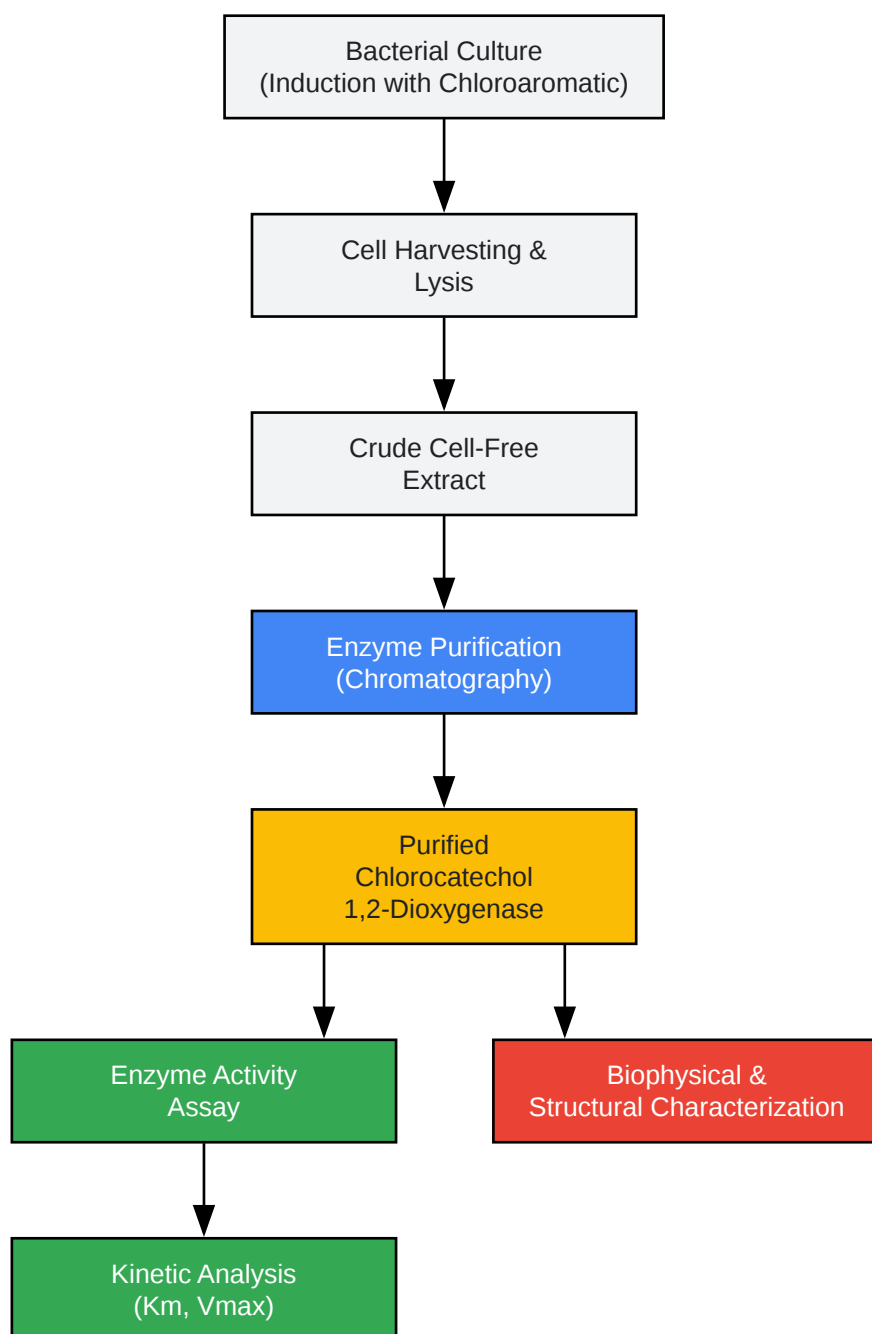 Bacterial Culture
(Induction with Chloroaromatic)
Cell Harvesting &
Lysis
Crude Cell-Free
Extract
Enzyme Purification
(Chromatography)
Purified
Chlorocatechol
1,2-Dioxygenase
Enzyme Activity
Assay
Biophysical &
Structural Characterization
Kinetic Analysis
(Km, Vmax)